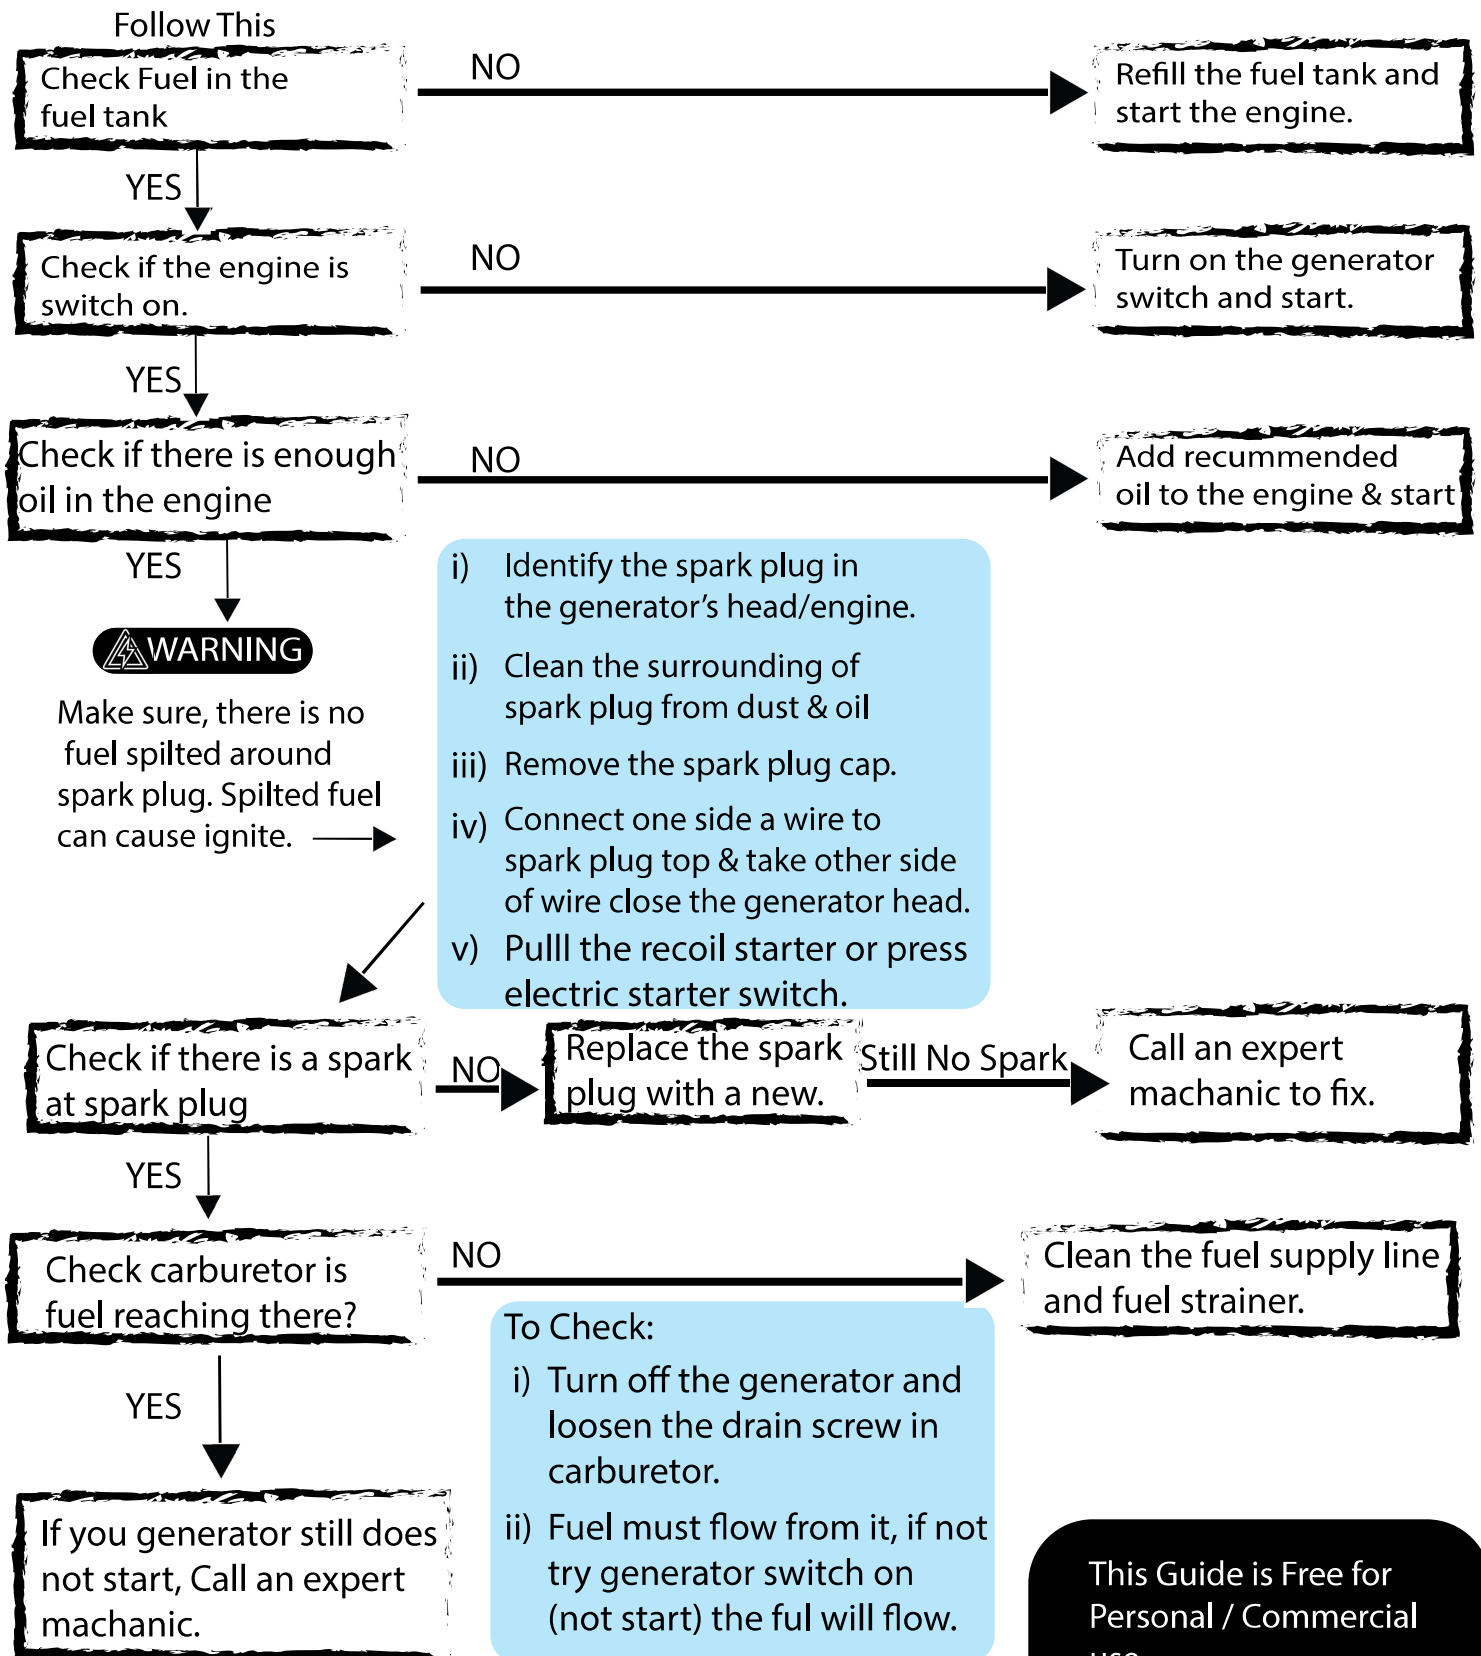 Follow This
Check Fuel in the
fuel tank
NO
Refill the fuel tank and
start the engine.
YES
Check if the engine is
switch on.
NO
Turn on the generator
switch and start.
YES
Check if there is enough
oil in the engine
NO
Add recummended
oil to the engine & start
YES
WARNING
Make sure, there is no
fuel spilted around
spark plug. Spilted fuel
can cause ignite.
i) Identify the spark plug in
the generator's head/engine.
ii) Clean the surrounding of
spark plug from dust & oil
iii) Remove the spark plug cap.
iv) Connect one side a wire to
spark plug top & take other side
of wire close the generator head.
v) Pulll the recoil starter or press
electric starter switch.
Check if there is a spark
at spark plug
NO
Replace the spark
plug with a new.
Still No Spark
Call an expert
machanic to fix.
YES
Check carburetor is
fuel reaching there?
NO
Clean the fuel supply line
and fuel strainer.
To Check:
i) Turn off the generator and
loosen the drain screw in
carburetor.
ii) Fuel must flow from it, if not
try generator switch on
(not start) the ful will flow.
YES
If you generator still does
not start, Call an expert
machanic.
This Guide is Free for
Personal / Commercial